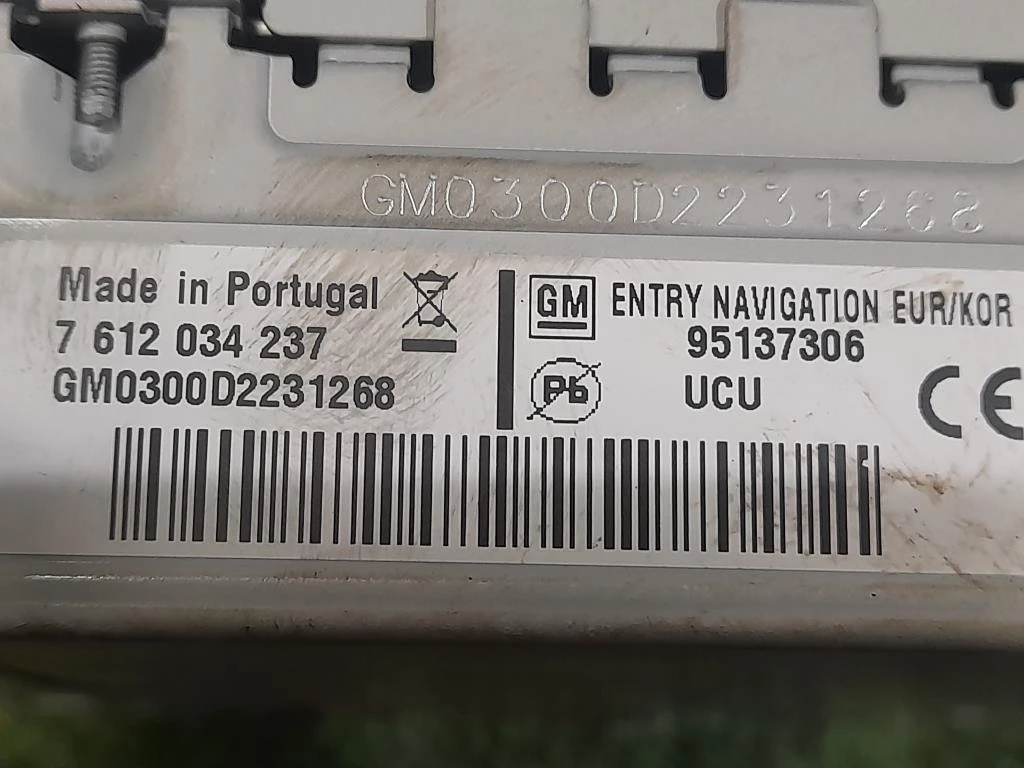 GM0300D2231268
Made in Portugal
7 612 034 237
GM0300D2231268
GM ENTRY NAVIGATION EUR/KOR
95137306
Pb UCU
CE